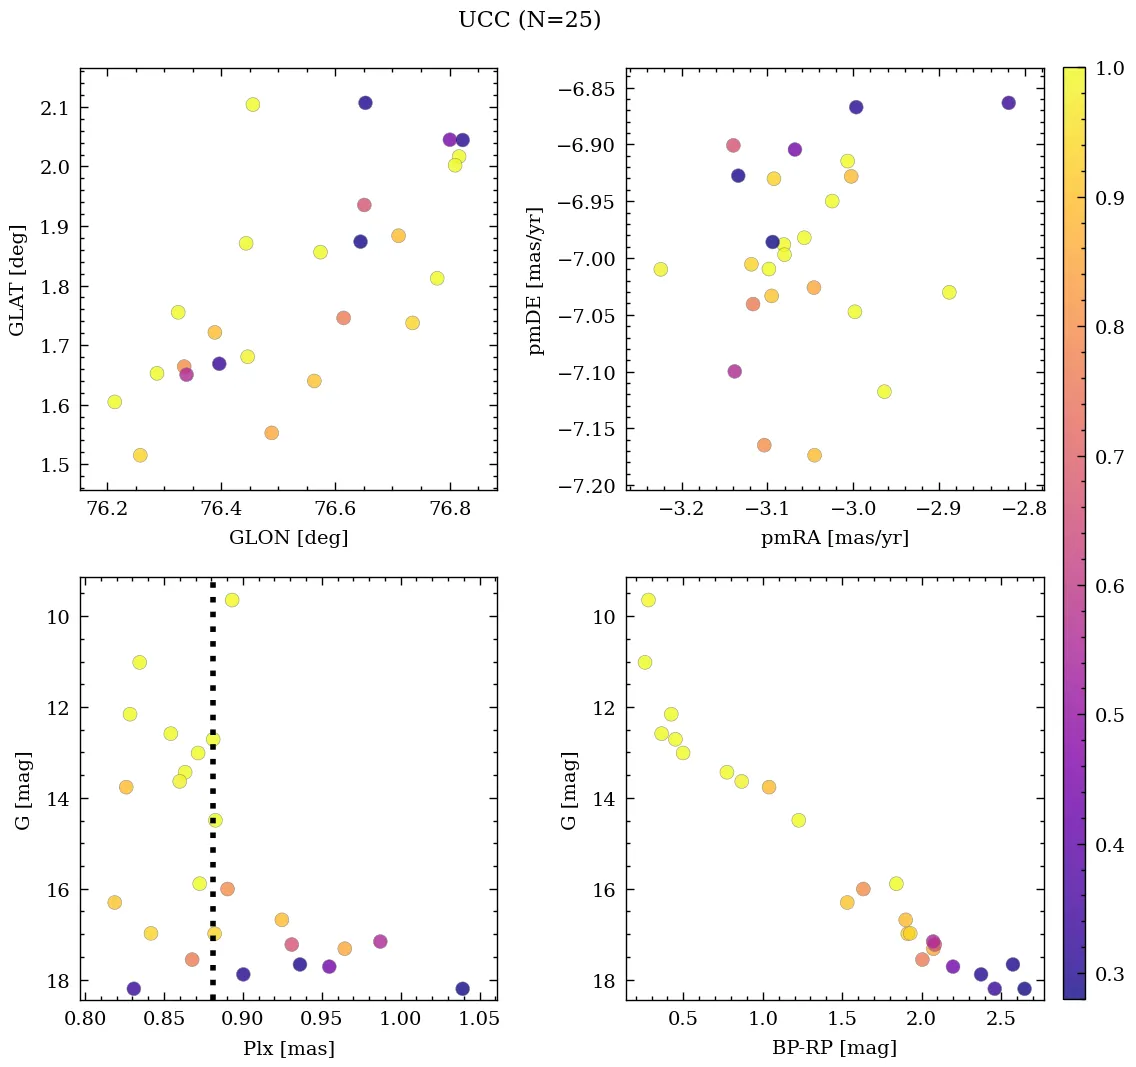 UCC (N=25)
2.1
2.0
1.9
1.8
1.7
1.6
1.5
GLAT [deg]
76.2 76.4 76.6 76.8
GLON [deg]
−6.85
−6.90
−6.95
−7.00
−7.05
−7.10
−7.15
−7.20
pmDE [mas/yr]
−3.2 −3.1 −3.0 −2.9 −2.8
pmRA [mas/yr]
10
12
14
16
18
G [mag]
0.80 0.85 0.90 0.95 1.00 1.05
Plx [mas]
10
12
14
16
18
G [mag]
0.5 1.0 1.5 2.0 2.5
BP-RP [mag]
1.0
0.9
0.8
0.7
0.6
0.5
0.4
0.3